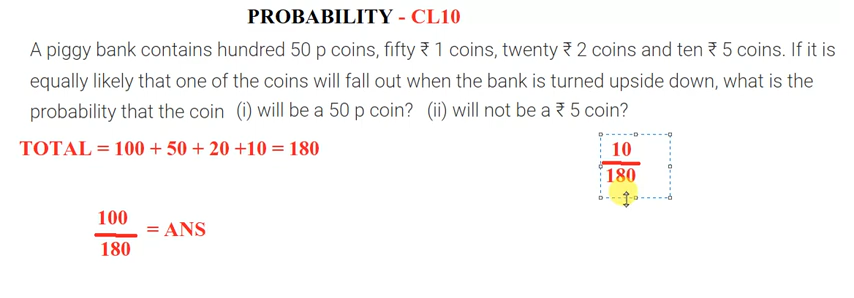 PROBABILITY - CL10
A piggy bank contains hundred 50 p coins, fifty ₹ 1 coins, twenty ₹ 2 coins and ten ₹ 5 coins. If it is
equally likely that one of the coins will fall out when the bank is turned upside down, what is the
probability that the coin (i) will be a 50 p coin? (ii) will not be a ₹ 5 coin?
TOTAL = 100 + 50 + 20 +10 = 180
10
180
100
= ANS
180